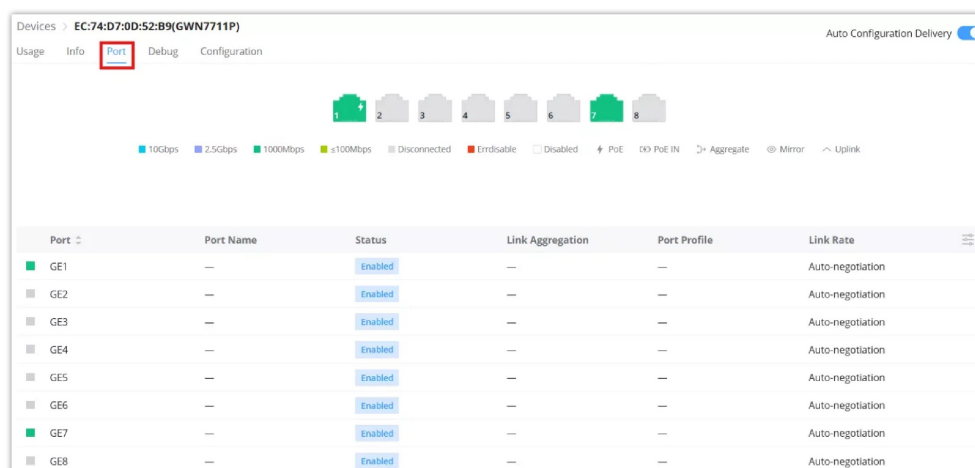 Devices > EC:74:D7:0D:52:B9(GWN7711P)
Auto Configuration Delivery
Usage Info Port Debug Configuration
1 2 3 4 5 6 7 8
10Gbps 2.5Gbps 1000Mbps ≤100Mbps Disconnected Errdisable Disabled PoE PoE IN Aggregate Mirror Uplink
Port Port Name Status Link Aggregation Port Profile Link Rate
GE1 — Enabled — — Auto-negotiation
GE2 — Enabled — — Auto-negotiation
GE3 — Enabled — — Auto-negotiation
GE4 — Enabled — — Auto-negotiation
GE5 — Enabled — — Auto-negotiation
GE6 — Enabled — — Auto-negotiation
GE7 — Enabled — — Auto-negotiation
GE8 — Enabled — — Auto-negotiation